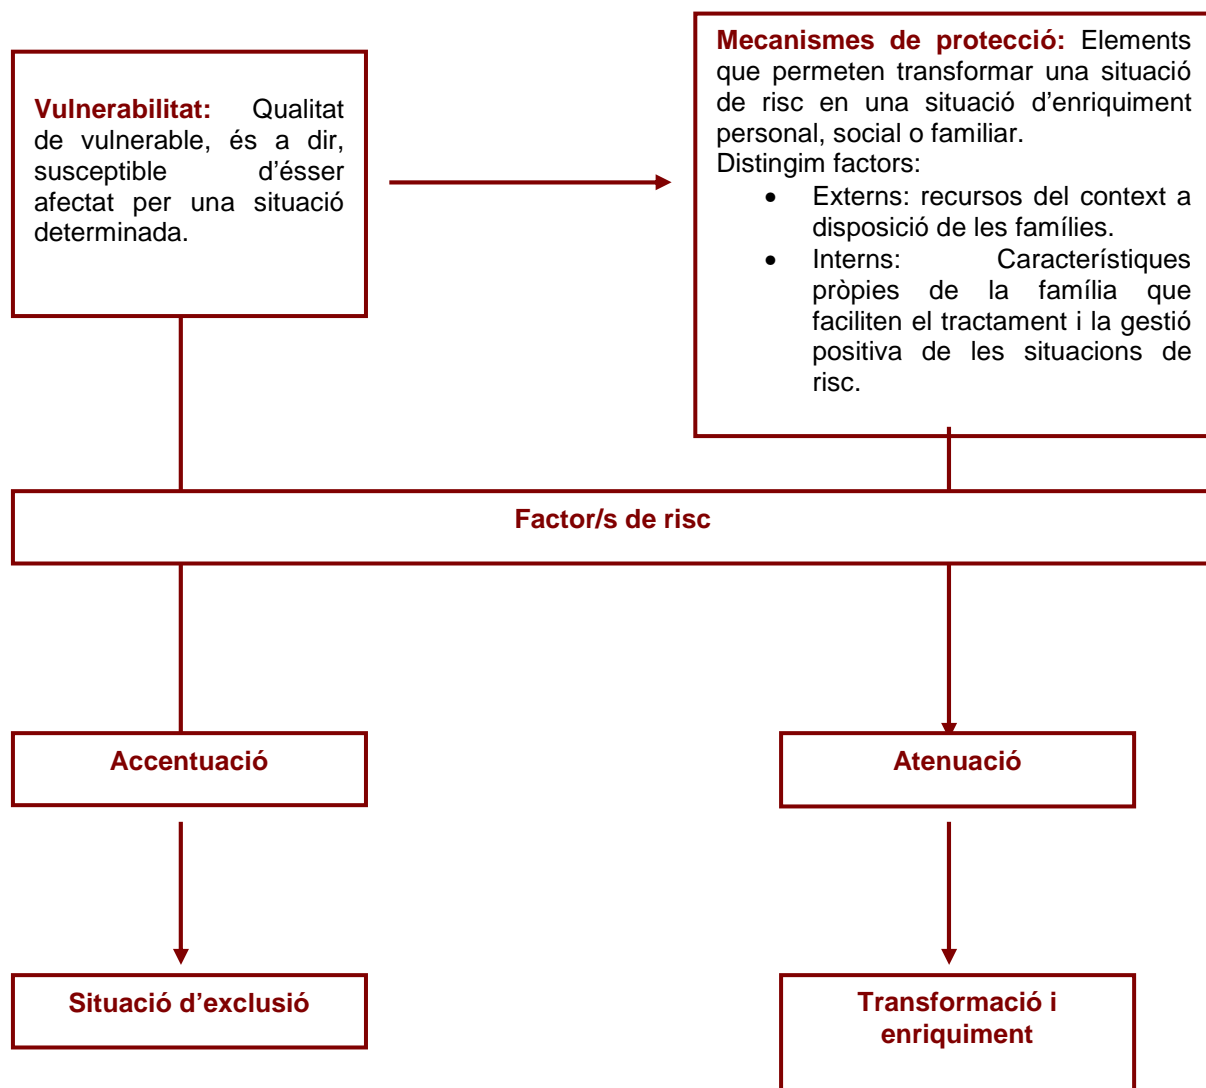 Vulnerabilitat: Qualitat
de vulnerable, és a dir,
susceptible d’ésser
afectat per una situació
determinada.
Mecanismes de protecció: Elements
que permeten transformar una situació
de risc en una situació d’enriquiment
personal, social o familiar.
Distingim factors:
• Externs: recursos del context a
disposició de les famílies.
• Interns: Característiques
pròpies de la família que
faciliten el tractament i la gestió
positiva de les situacions de
risc.
Factor/s de risc
Accentuació
Atenuació
Situació d’exclusió
Transformació i
enriquiment